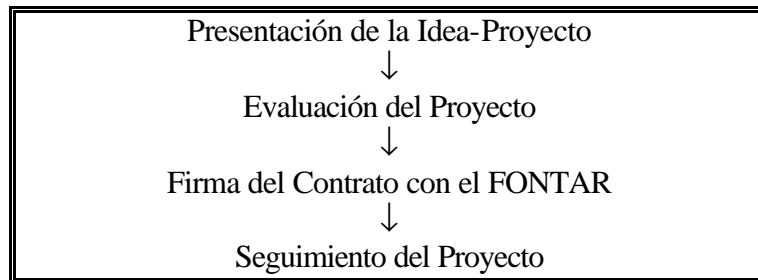 Presentación de la Idea-Proyecto
↓
Evaluación del Proyecto
↓
Firma del Contrato con el FONTAR
↓
Seguimiento del Proyecto